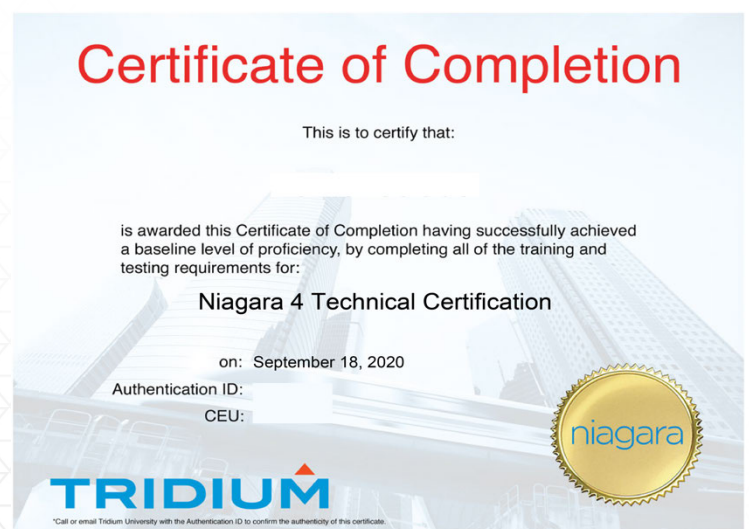 Certificate of Completion
This is to certify that:
is awarded this Certificate of Completion having successfully achieved
a baseline level of proficiency, by completing all of the training and
testing requirements for:
Niagara 4 Technical Certification
on: September 18, 2020
Authentication ID:
CEU:
niagara
TRIDIUM
*Call or email Tridium University with the Authentication ID to confirm the authenticity of this certificate.